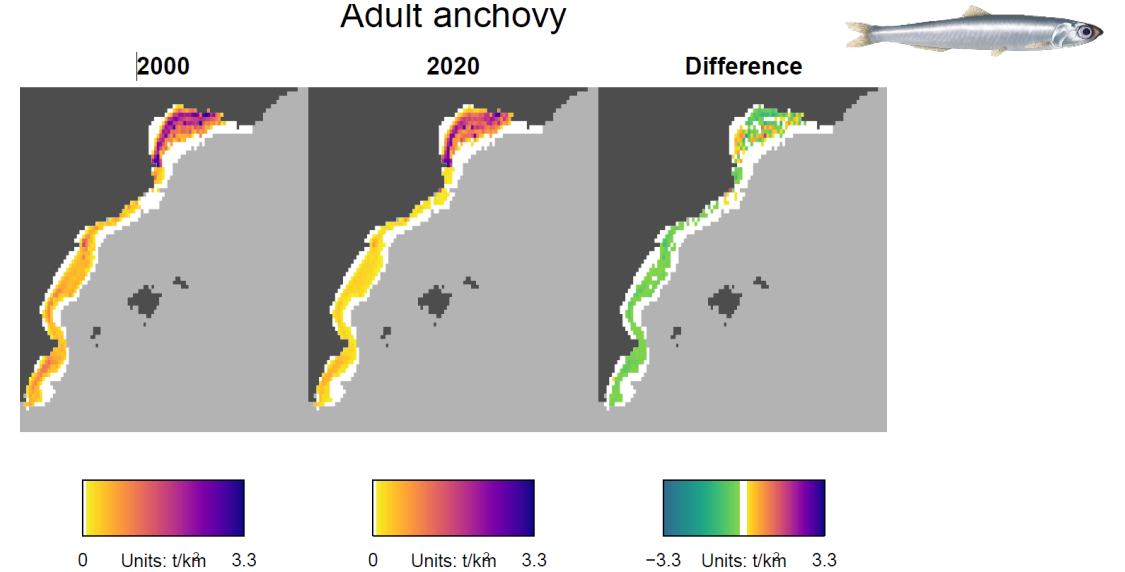 Adult anchovy
2000 2020 Difference
0 Units: t/km² 3.3 0 Units: t/km² 3.3 −3.3 Units: t/km² 3.3